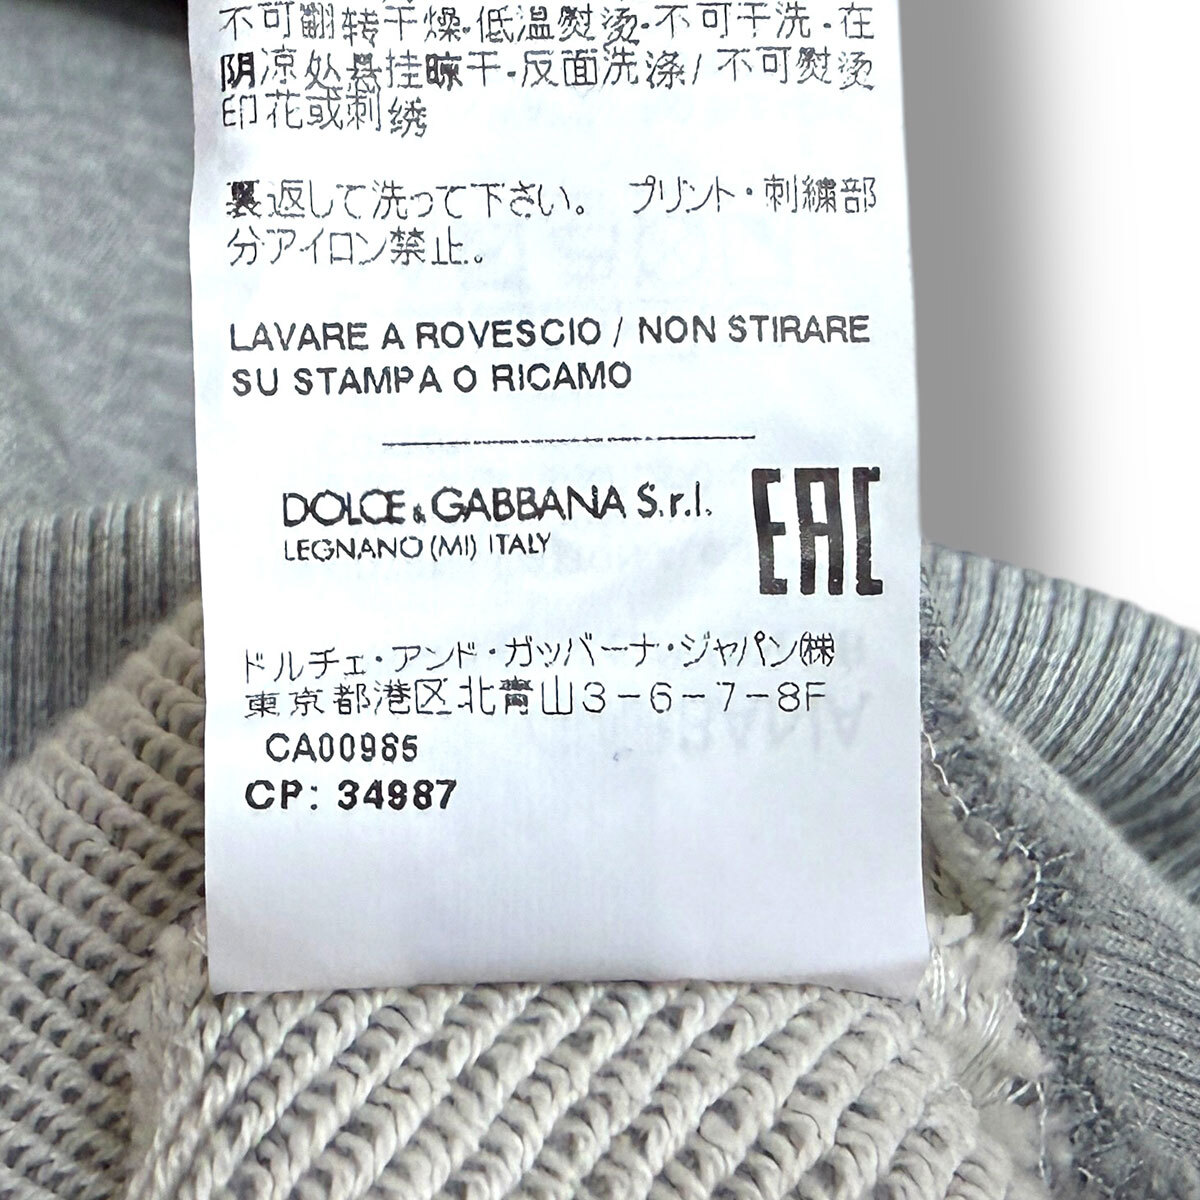 不可翻转干燥-低温熨烫-不可干洗-在
阴凉处悬挂晾干-反面洗涤/ 不可熨烫
印花或刺绣
裏返して洗って下さい。 プリント・刺繍部
分アイロン禁止。
LAVARE A ROVESCIO / NON STIRARE
SU STAMPA O RICAMO
DOLCE & GABBANA S.r.l.
LEGNANO (MI) ITALY
EAC
ドルチェ・アンド・ガッバーナ・ジャパン㈱
東京都港区北青山3-6-7-8F
CA00985
CP: 34987